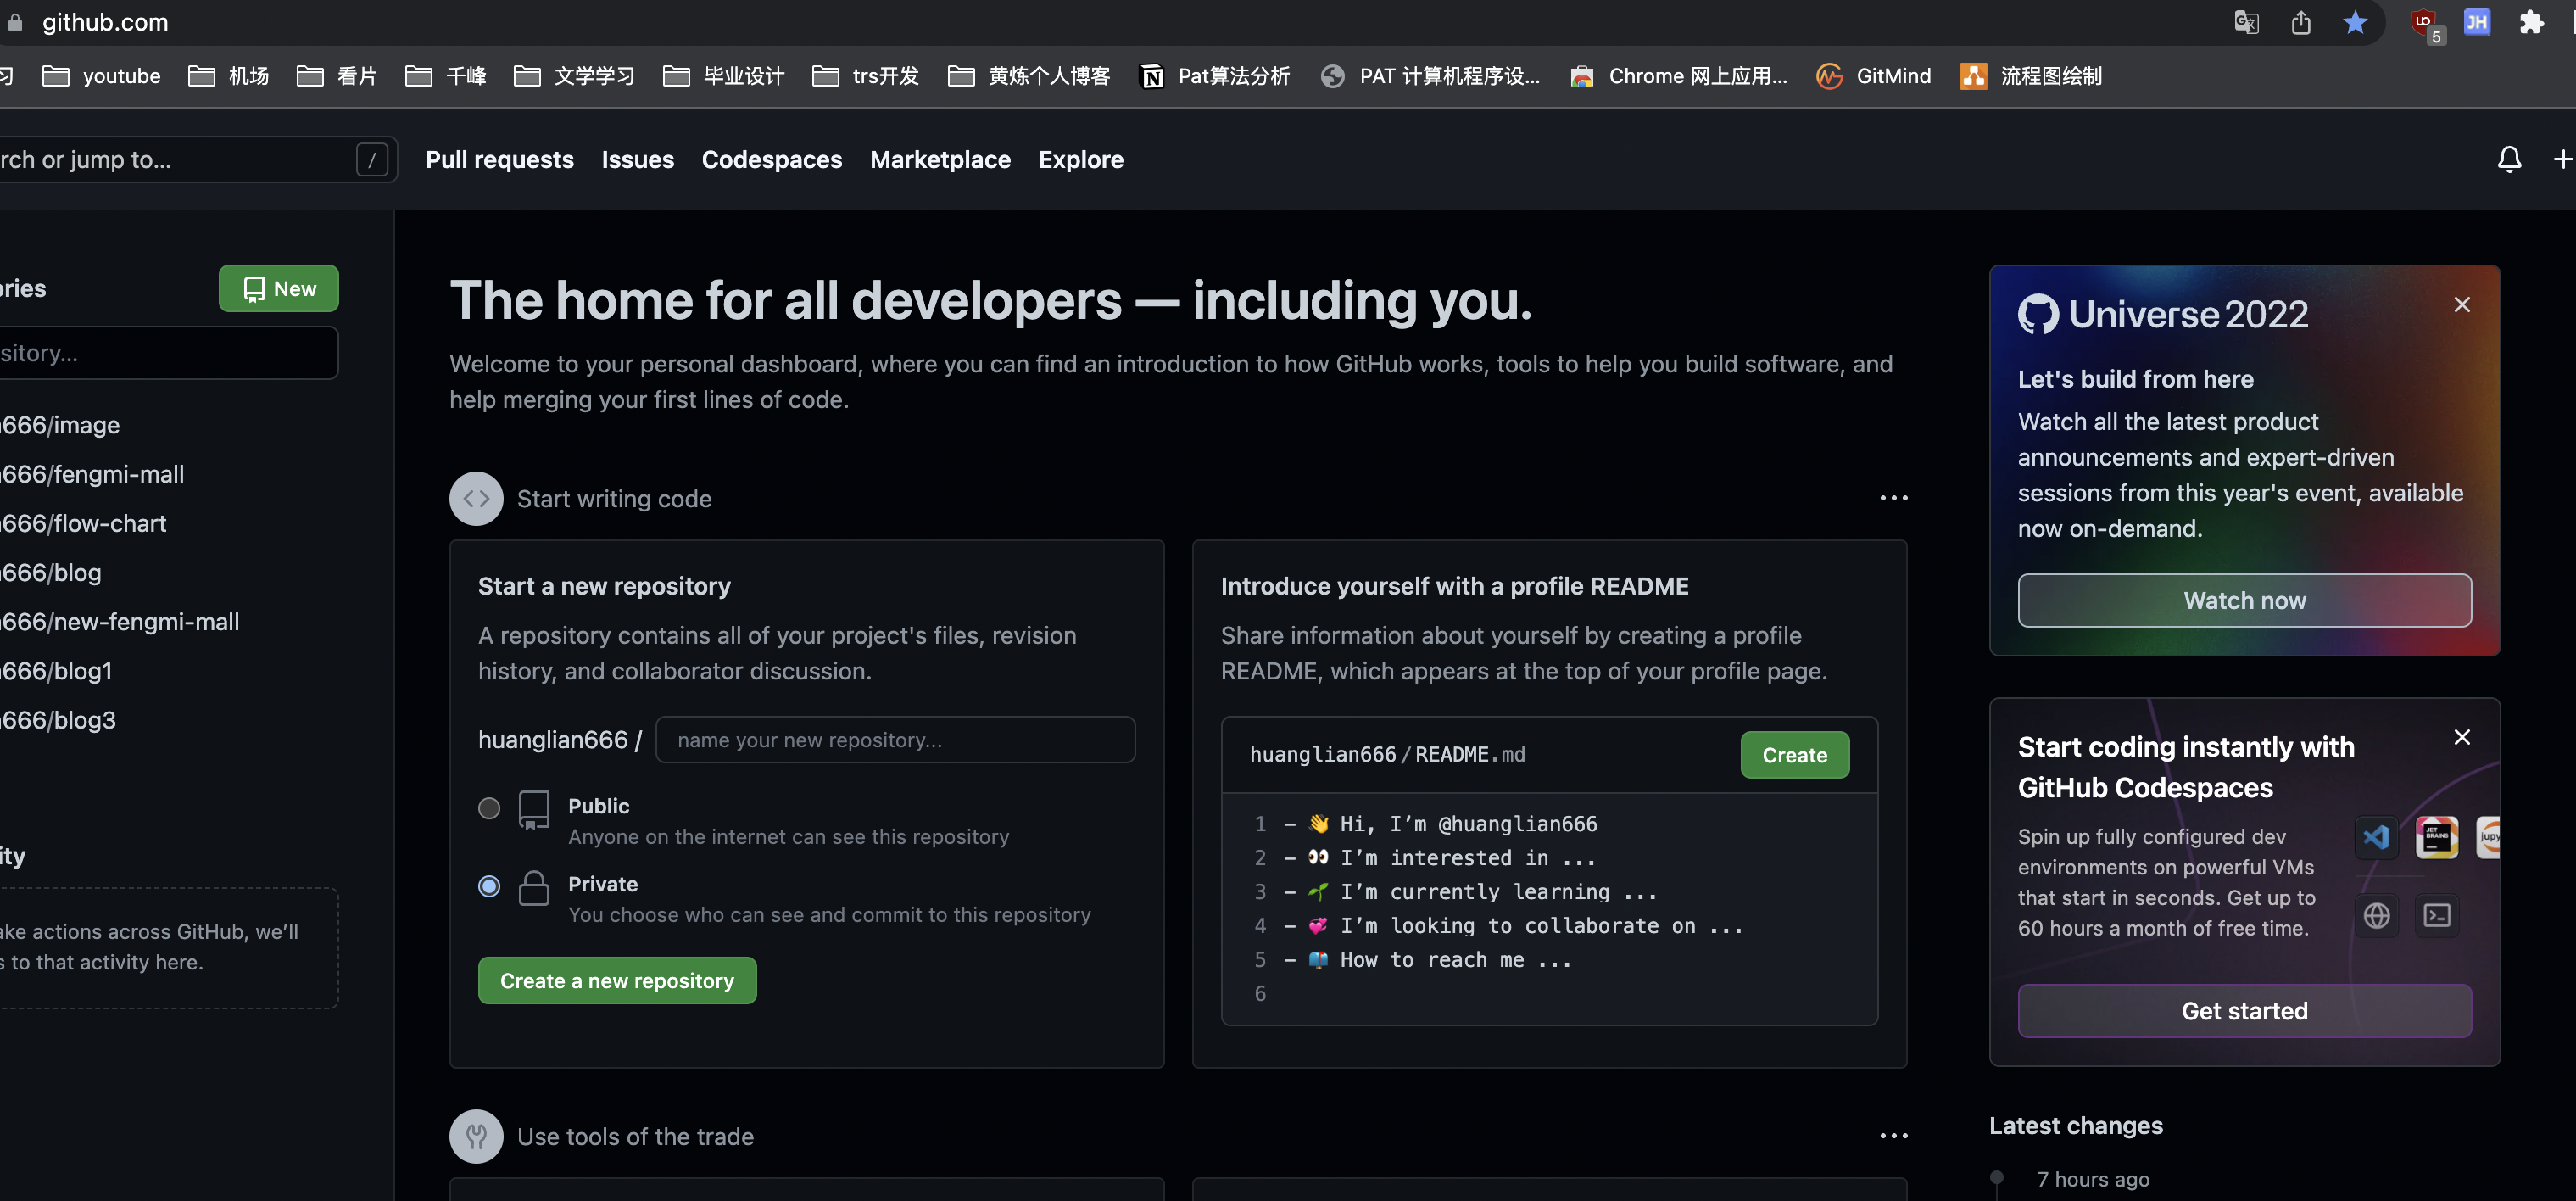 github.com
5
JH
习
youtube
机场
看片
千峰
文学学习
毕业设计
trs开发
黄炼个人博客
Pat算法分析
PAT 计算机程序设...
Chrome 网上应用...
GitMind
流程图绘制
rch or jump to...
/
Pull requests
Issues
Codespaces
Marketplace
Explore
ories
New
sitory...
666/image
666/fengmi-mall
666/flow-chart
666/blog
666/new-fengmi-mall
666/blog1
666/blog3
ity
ake actions across GitHub, we’ll
s to that activity here.
The home for all developers — including you.
Welcome to your personal dashboard, where you can find an introduction to how GitHub works, tools to help you build software, and
help merging your first lines of code.
Start writing code
Start a new repository
A repository contains all of your project's files, revision
history, and collaborator discussion.
huanglian666 /
name your new repository...
Public
Anyone on the internet can see this repository
Private
You choose who can see and commit to this repository
Create a new repository
Introduce yourself with a profile README
Share information about yourself by creating a profile
README, which appears at the top of your profile page.
huanglian666/README.md
Create
1 – 👋 Hi, I’m @huanglian666
2 – 👀 I’m interested in ...
3 – 🌱 I’m currently learning ...
4 – 💞️ I’m looking to collaborate on ...
5 – 📫 How to reach me ...
6
Use tools of the trade
Universe 2022
Let's build from here
Watch all the latest product
announcements and expert-driven
sessions from this year's event, available
now on-demand.
Watch now
Start coding instantly with
GitHub Codespaces
Spin up fully configured dev
environments on powerful VMs
that start in seconds. Get up to
60 hours a month of free time.
JET
BRAINS
jupy
Get started
Latest changes
7 hours ago